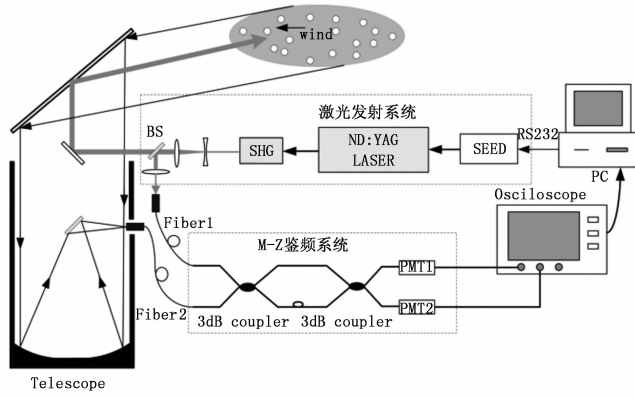 wind
激光发射系统
BS
SHG
ND:YAG
LASER
SEED
RS232
PC
Osciloscope
Fiber1
M-Z鉴频系统
PMT1
PMT2
Fiber2
3dB coupler
3dB coupler
Telescope